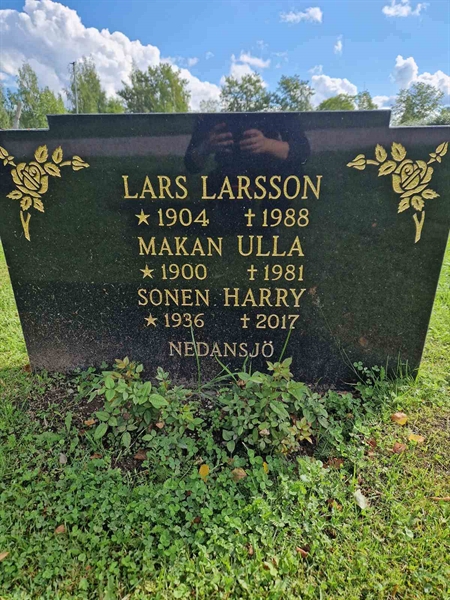 LARS LARSSON
★ 1904 † 1988
MAKAN ULLA
★ 1900 † 1981
SONEN HARRY
★ 1936 † 2017
NEDANSJÖ